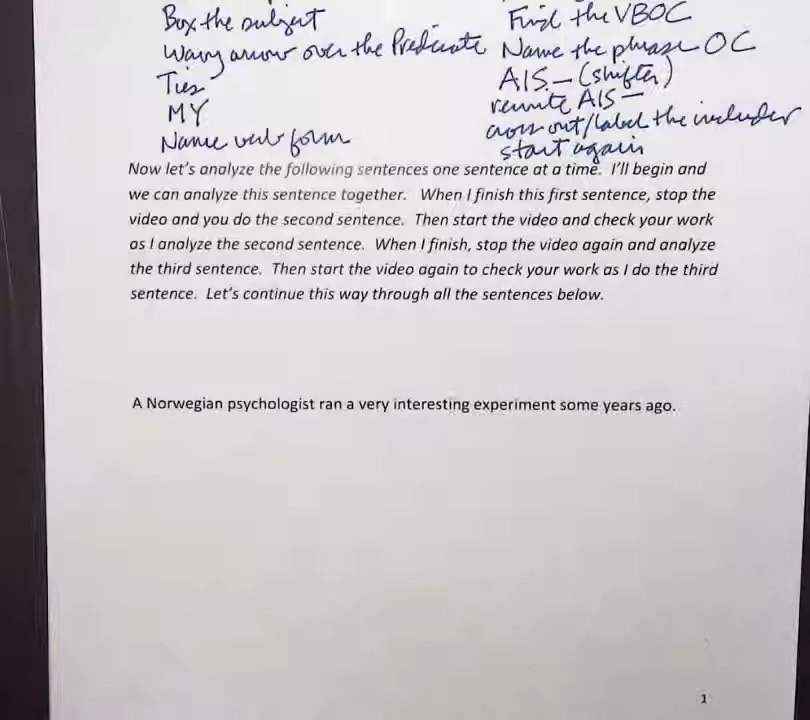 Box the subject
Wavy arrow over the Predicate
Ties
MY
Name verb form
Find the VBOC
Name the phrase OC
AIS – (shifter)
rewrite AIS –
cross out/label the includer
start again
Now let's analyze the following sentences one sentence at a time. I'll begin and
we can analyze this sentence together. When I finish this first sentence, stop the
video and you do the second sentence. Then start the video and check your work
as I analyze the second sentence. When I finish, stop the video again and analyze
the third sentence. Then start the video again to check your work as I do the third
sentence. Let's continue this way through all the sentences below.
A Norwegian psychologist ran a very interesting experiment some years ago.
1